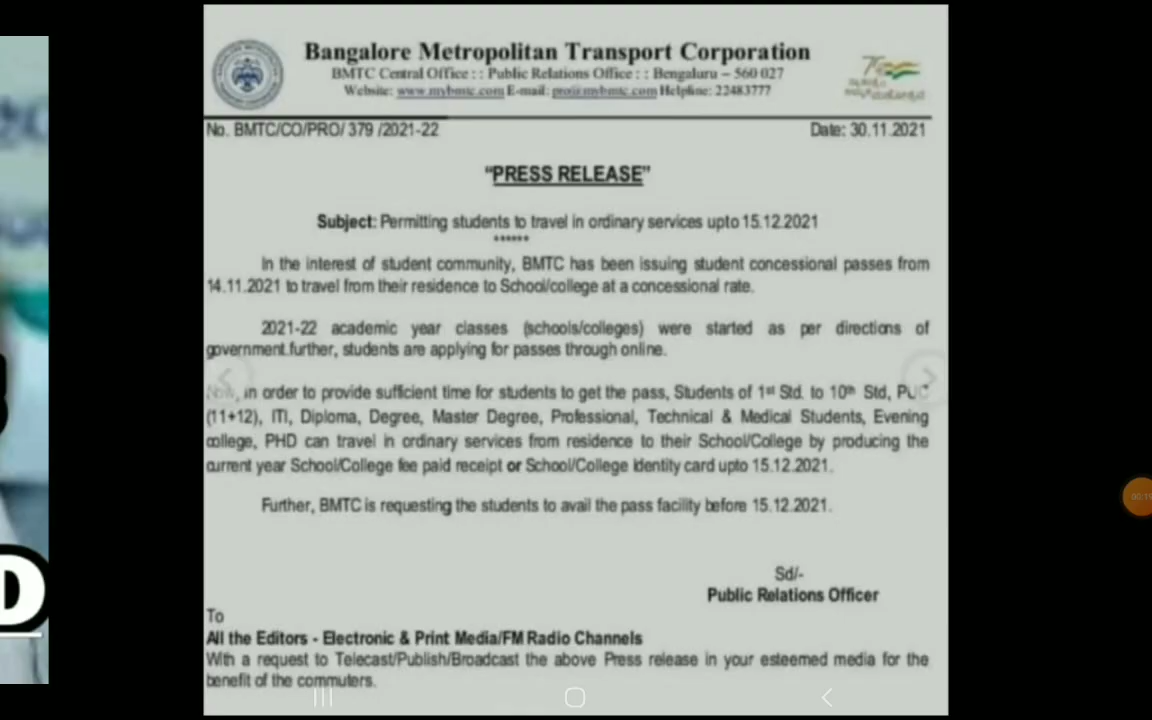 Bangalore Metropolitan Transport Corporation
BMTC Central Office : : Public Relations Office : : Bengaluru – 560 027
Website: www.mybmtc.com E-mail: pro@mybmtc.com Helpline: 22483777
No. BMTC/CO/PRO/ 379 /2021-22 Date: 30.11.2021
"PRESS RELEASE"
Subject: Permitting students to travel in ordinary services upto 15.12.2021
******
In the interest of student community, BMTC has been issuing student concessional passes from
14.11.2021 to travel from their residence to School/college at a concessional rate.
2021-22 academic year classes (schools/colleges) were started as per directions of
government.further, students are applying for passes through online.
Now, in order to provide sufficient time for students to get the pass, Students of 1st Std. to 10th Std, PUC
(11+12), ITI, Diploma, Degree, Master Degree, Professional, Technical & Medical Students, Evening
college, PHD can travel in ordinary services from residence to their School/College by producing the
current year School/College fee paid receipt or School/College Identity card upto 15.12.2021.
Further, BMTC is requesting the students to avail the pass facility before 15.12.2021.
Sd/-
Public Relations Officer
To
All the Editors - Electronic & Print Media/FM Radio Channels
With a request to Telecast/Publish/Broadcast the above Press release in your esteemed media for the
benefit of the commuters.
D